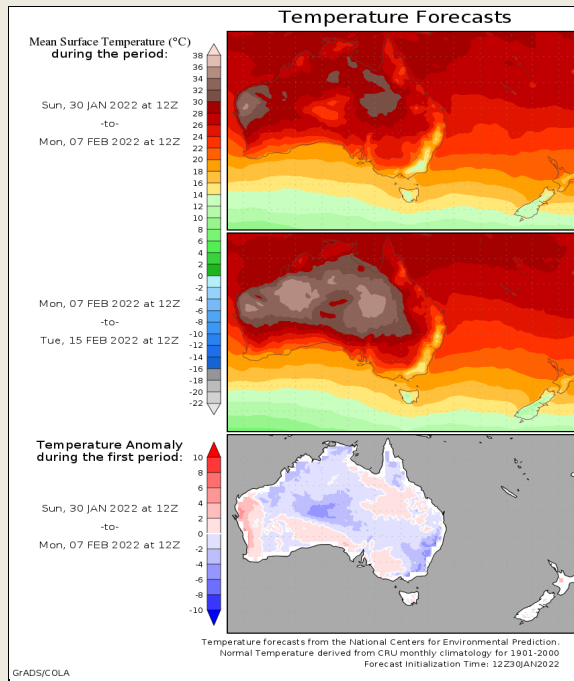 Temperature Forecasts
Mean Surface Temperature (°C)
during the period:
Sun, 30 JAN 2022 at 12Z
-to-
Mon, 07 FEB 2022 at 12Z
38
36
34
32
30
28
26
24
22
20
18
16
14
12
10
8
6
4
2
0
-2
-4
-6
-8
-10
-12
-14
-16
-18
-20
-22
Mon, 07 FEB 2022 at 12Z
-to-
Tue, 15 FEB 2022 at 12Z
Temperature Anomaly
during the first period:
Sun, 30 JAN 2022 at 12Z
-to-
Mon, 07 FEB 2022 at 12Z
10
8
6
4
2
0
-2
-4
-6
-8
-10
Temperature forecasts from the National Centers for Environmental Prediction.
Normal Temperature derived from CRU monthly climatology for 1901-2000
Forecast Initialization Time: 12Z30JAN2022
GrADS/COLA